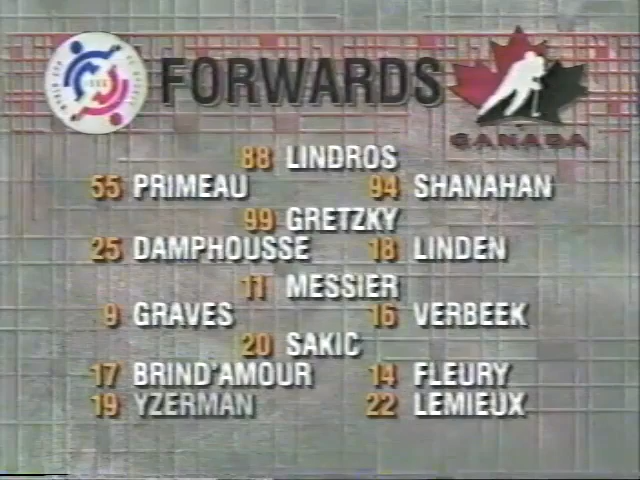 FORWARDS
CANADA
88 LINDROS
55 PRIMEAU 94 SHANAHAN
99 GRETZKY
25 DAMPHOUSSE 18 LINDEN
11 MESSIER
9 GRAVES 16 VERBEEK
20 SAKIC
17 BRIND'AMOUR 14 FLEURY
19 YZERMAN 22 LEMIEUX